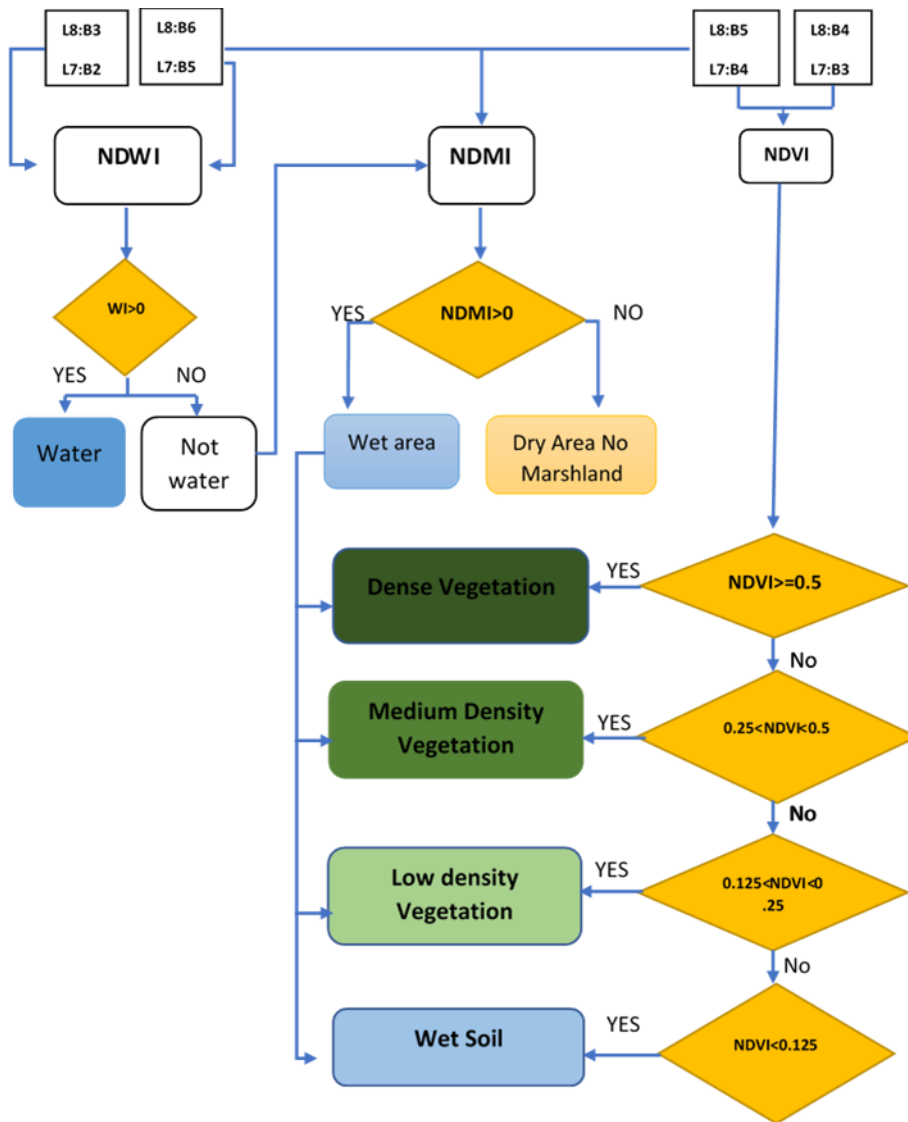 L8:B3
L7:B2
L8:B6
L7:B5
L8:B5
L7:B4
L8:B4
L7:B3
NDWI
NDMI
NDVI
WI>0
YES
NO
NDMI>0
YES
NO
Water
Not
water
Wet area
Dry Area No
Marshland
Dense Vegetation
YES
NDVI>=0.5
No
Medium Density
Vegetation
YES
0.25<NDVI<0.5
No
Low density
Vegetation
YES
0.125<NDVI<0
.25
No
Wet Soil
YES
NDVI<0.125